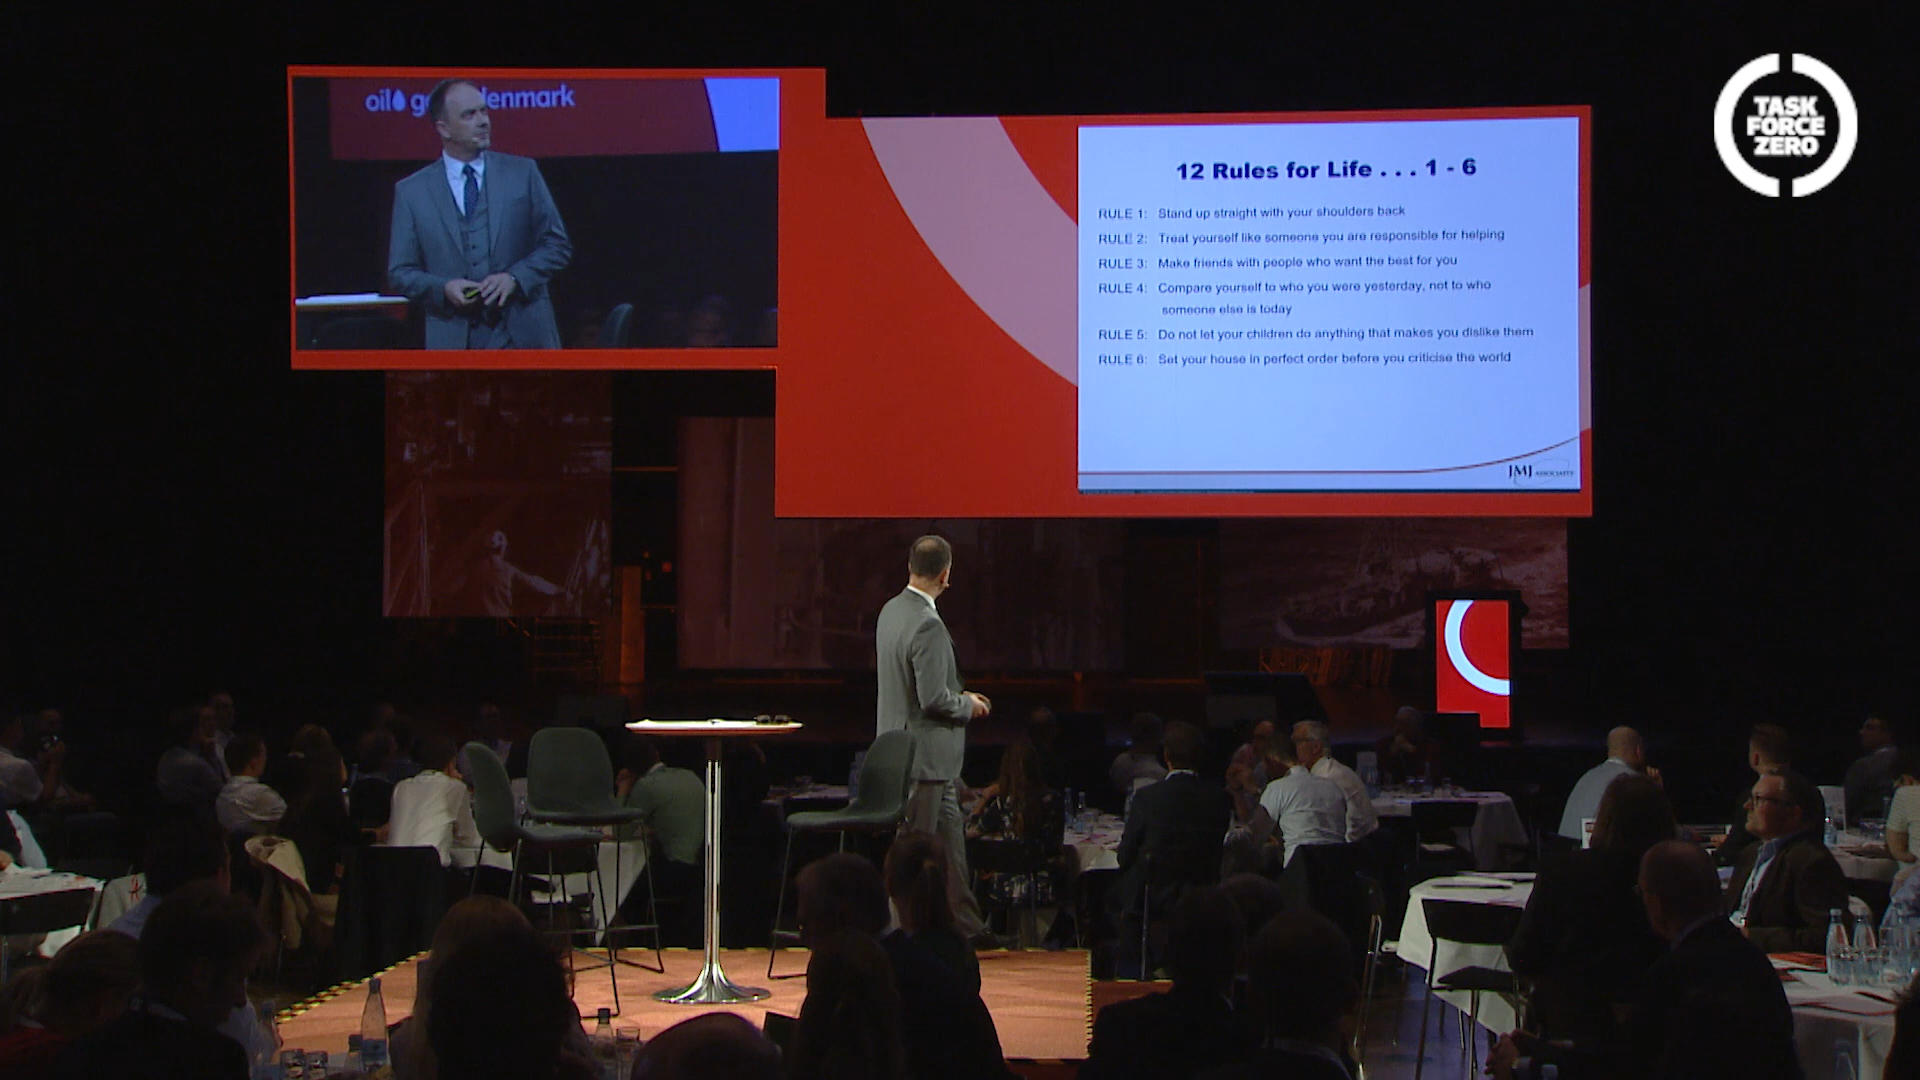 oil gas denmark
TASK
FORCE
ZERO
12 Rules for Life . . . 1 - 6
RULE 1: Stand up straight with your shoulders back
RULE 2: Treat yourself like someone you are responsible for helping
RULE 3: Make friends with people who want the best for you
RULE 4: Compare yourself to who you were yesterday, not to who
someone else is today
RULE 5: Do not let your children do anything that makes you dislike them
RULE 6: Set your house in perfect order before you criticise the world
JMJ ASSOCIATES